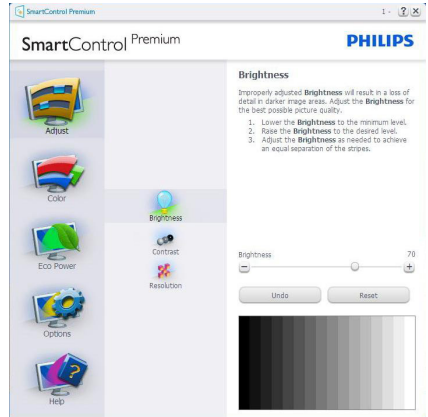 SmartControl Premium
1 -
?
SmartControl Premium
PHILIPS
Adjust
Color
Eco Power
Options
Help
Brightness
Contrast
Resolution
Brightness
Improperly adjusted Brightness will result in a loss of
detail in darker image areas. Adjust the Brightness for
the best possible picture quality.
1. Lower the Brightness to the minimum level.
2. Raise the Brightness to the desired level.
3. Adjust the Brightness as needed to achieve
an equal separation of the stripes.
Brightness 70
Undo Reset